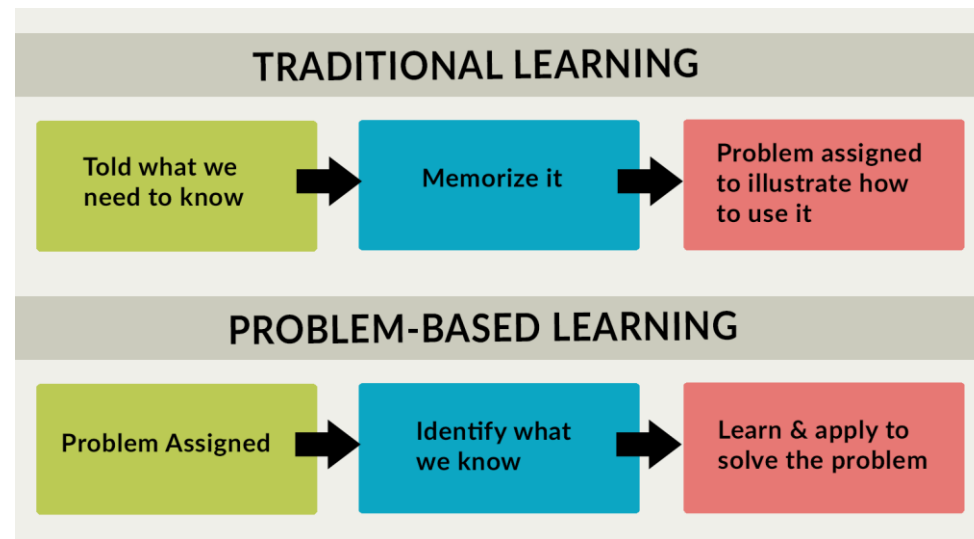 TRADITIONAL LEARNING
Told what we
need to know
Memorize it
Problem assigned
to illustrate how
to use it
PROBLEM-BASED LEARNING
Problem Assigned
Identify what
we know
Learn & apply to
solve the problem